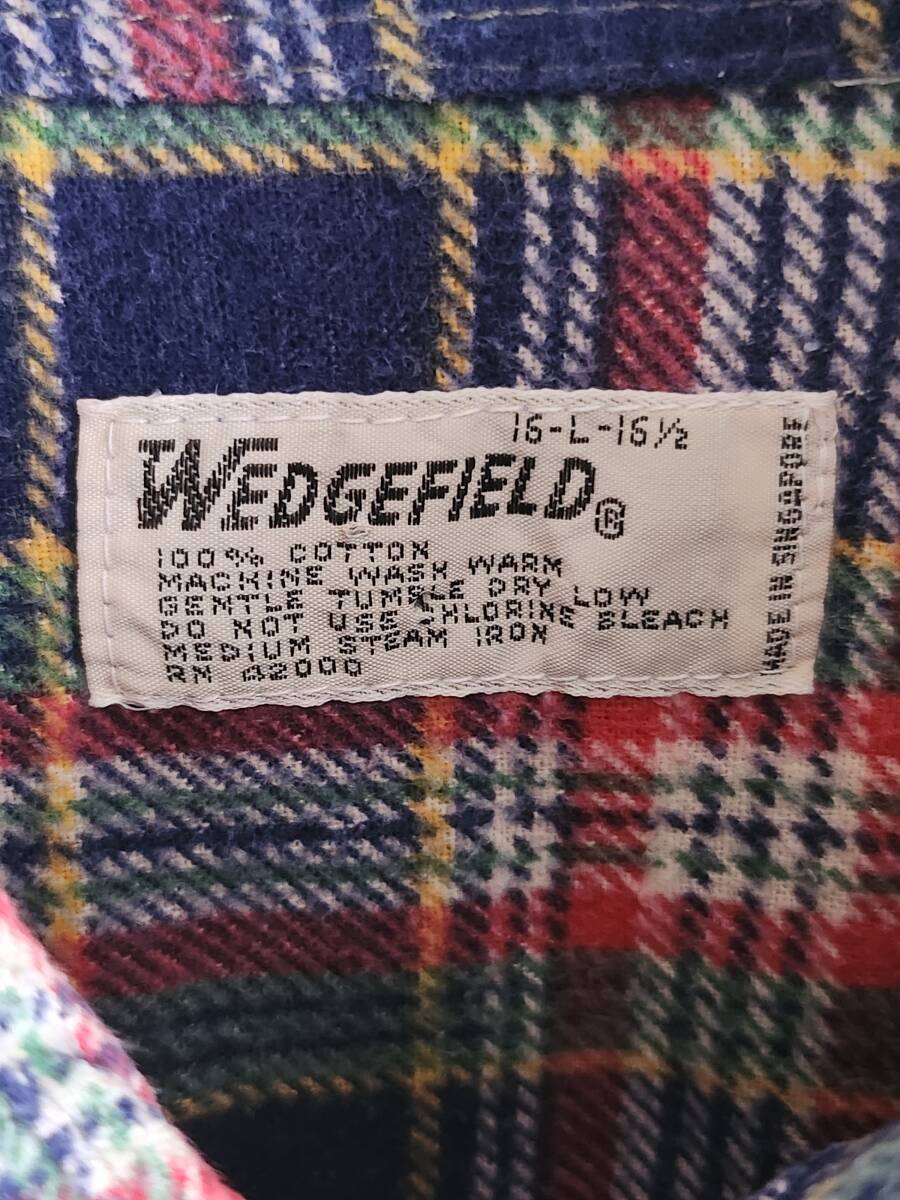 16-L-16½
WEDGEFIELD®
100% COTTON
MACHINE WASH WARM
GENTLE TUMBLE DRY LOW
DO NOT USE CHLORINE BLEACH
MEDIUM STEAM IRON
RN 42000
MADE IN SINGAPORE